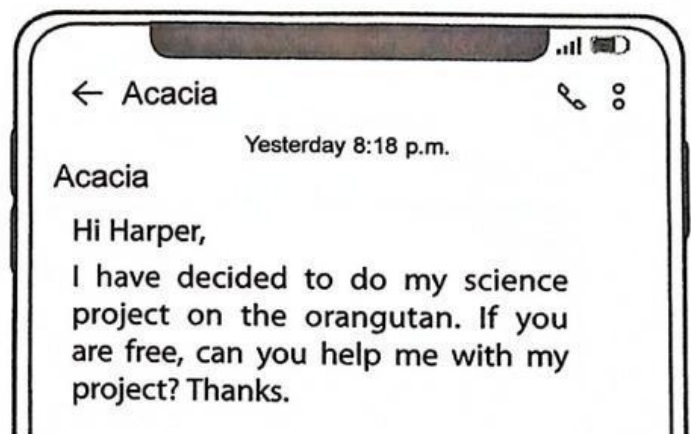 ← Acacia
Yesterday 8:18 p.m.
Acacia
Hi Harper,
I have decided to do my science
project on the orangutan. If you
are free, can you help me with my
project? Thanks.